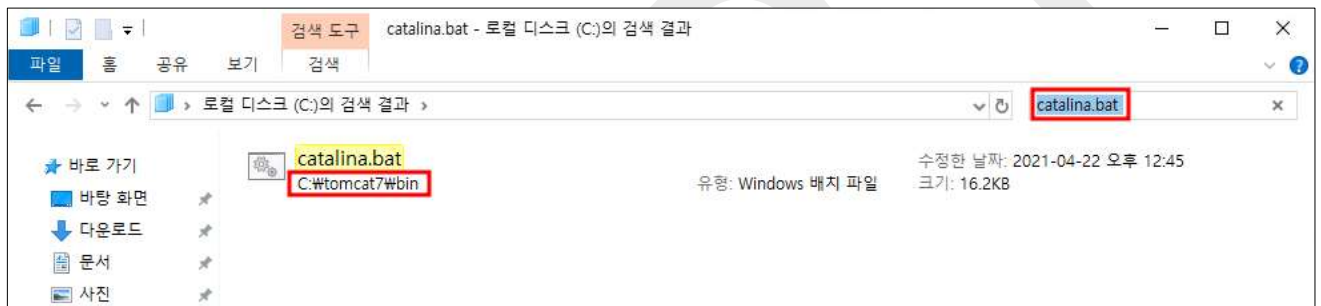 검색 도구 catalina.bat - 로컬 디스크 (C:)의 검색 결과
파일 홈 공유 보기 검색
로컬 디스크 (C:)의 검색 결과 catalina.bat
바로 가기
바탕 화면
다운로드
문서
사진
catalina.bat
C:₩tomcat7₩bin
유형: Windows 배치 파일
수정한 날짜: 2021-04-22 오후 12:45
크기: 16.2KB